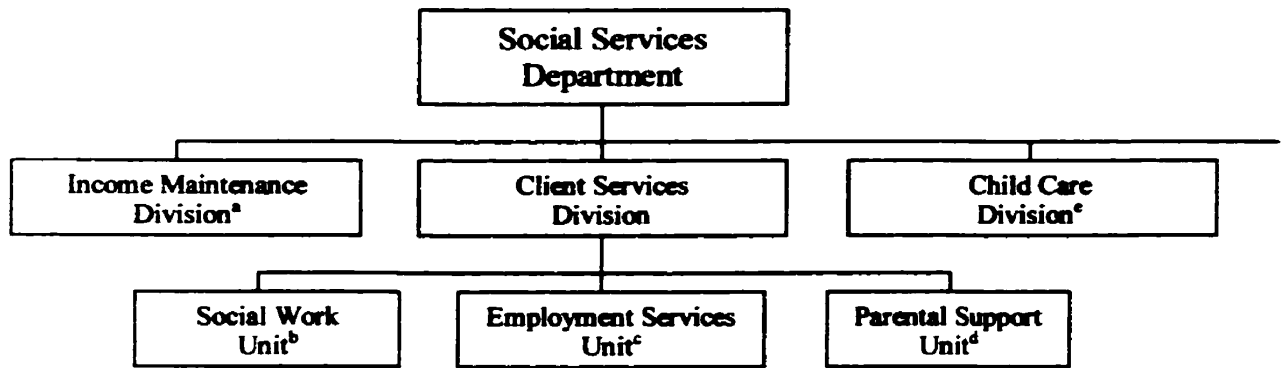 Social Services
Department
Income Maintenance
Divisionᵃ
Client Services
Division
Child Care
Divisionᵉ
Social Work
Unitᵇ
Employment Services
Unitᶜ
Parental Support
Unitᵈ